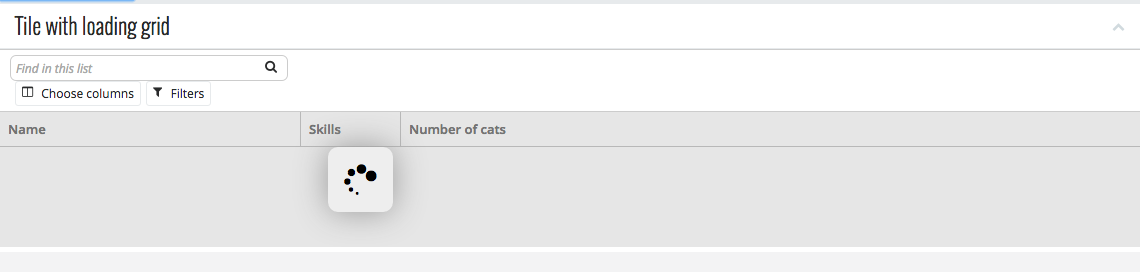 Tile with loading grid
Find in this list
Choose columns Filters
Name Skills Number of cats